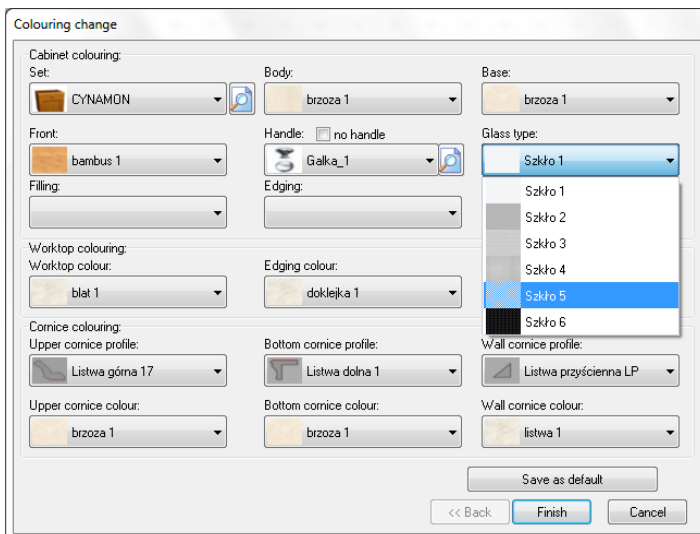 Colouring change
Cabinet colouring:
Set: Body: Base:
CYNAMON brzoza 1 brzoza 1
Front: Handle: no handle Glass type:
bambus 1 Galka_1 Szkło 1
Filling: Edging:
Szkło 1
Szkło 2
Szkło 3
Szkło 4
Szkło 5
Szkło 6
Worktop colouring:
Worktop colour: Edging colour:
blat 1 doklejka 1
Cornice colouring:
Upper cornice profile: Bottom cornice profile: Wall cornice profile:
Listwa górna 17 Listwa dolna 1 Listwa przyścienna LP
Upper cornice colour: Bottom cornice colour: Wall cornice colour:
brzoza 1 brzoza 1 listwa 1
Save as default
<< Back Finish Cancel